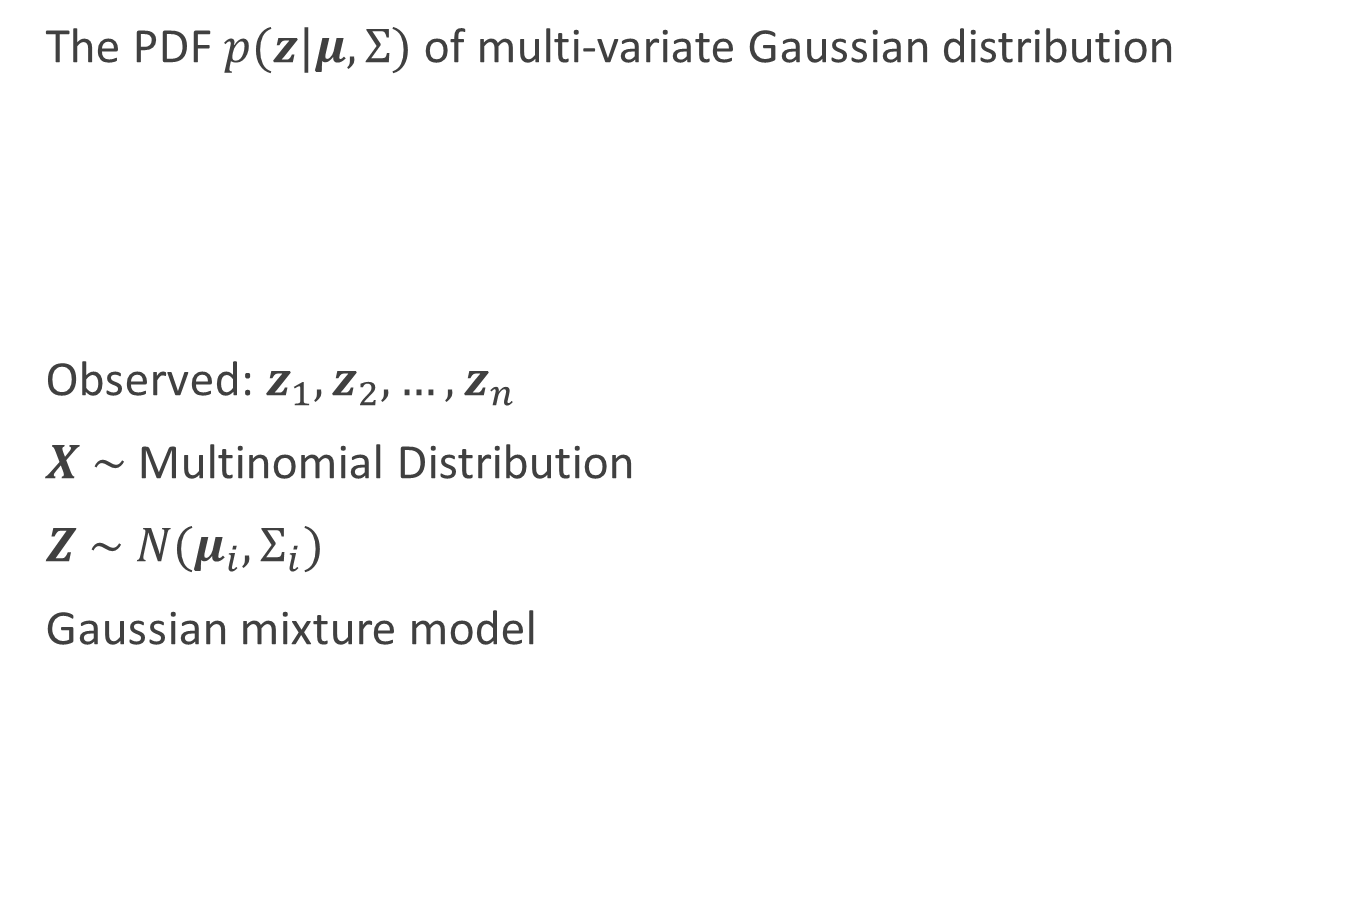 The PDF p(z|μ, Σ) of multi-variate Gaussian distribution
Observed: z₁, z₂, … , zₙ
X ~ Multinomial Distribution
Z ~ N(μᵢ, Σᵢ)
Gaussian mixture model